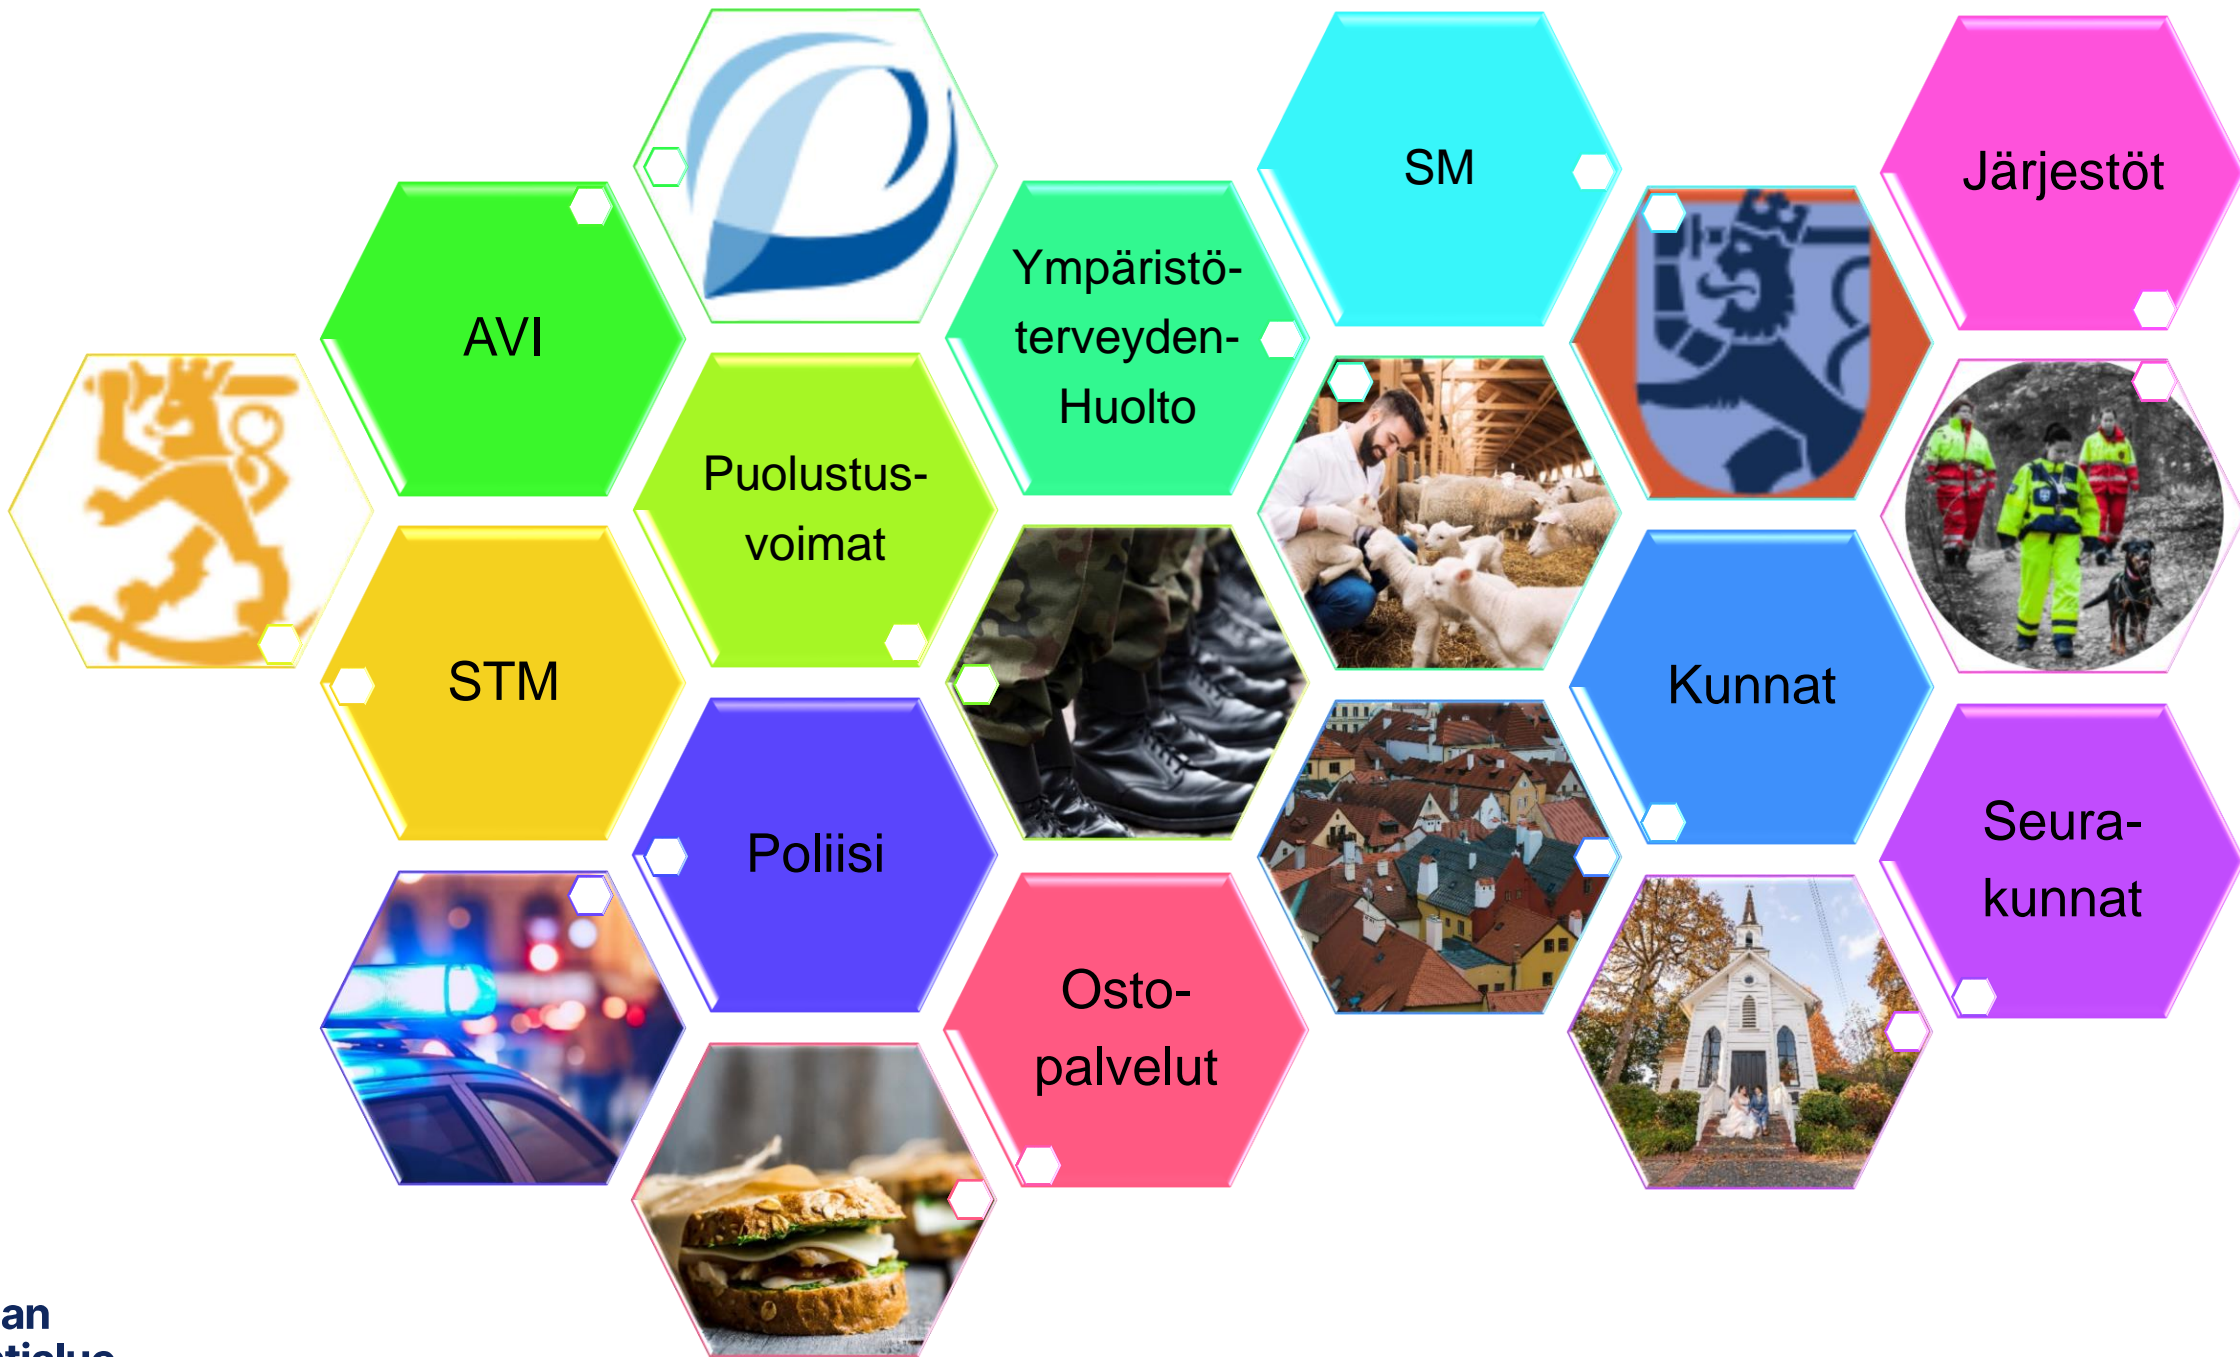 AVI
STM
Puolustus-
voimat
Poliisi
Ympäristö-
terveyden-
Huolto
Osto-
palvelut
SM
Kunnat
Järjestöt
Seura-
kunnat
an